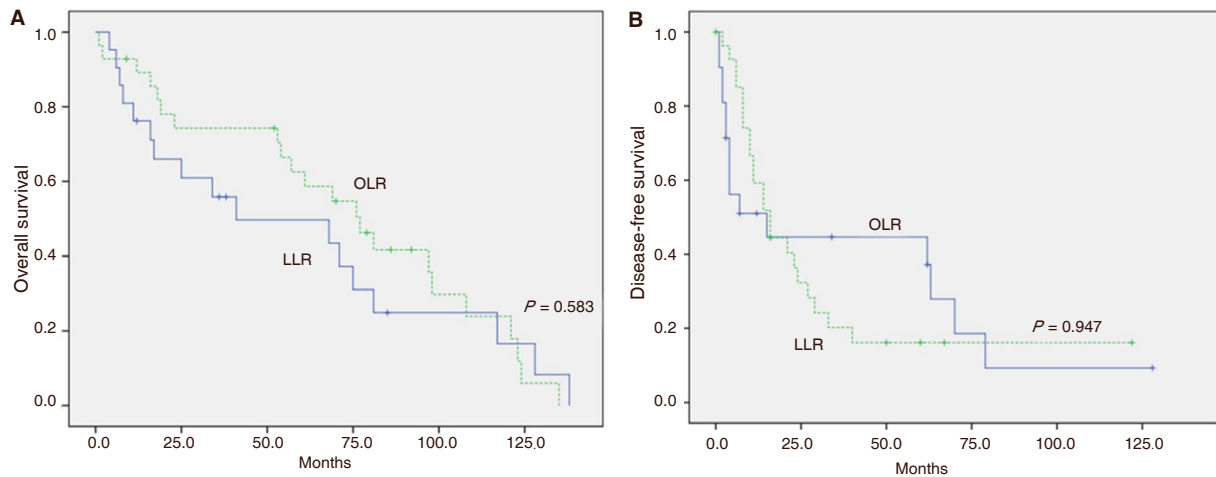 A
Overall survival
1.0
0.8
0.6
0.4
0.2
0.0
OLR
LLR
P = 0.583
0.0 25.0 50.0 75.0 100.0 125.0
Months
B
Disease-free survival
1.0
0.8
0.6
0.4
0.2
0.0
OLR
LLR
P = 0.947
0.0 25.0 50.0 75.0 100.0 125.0
Months